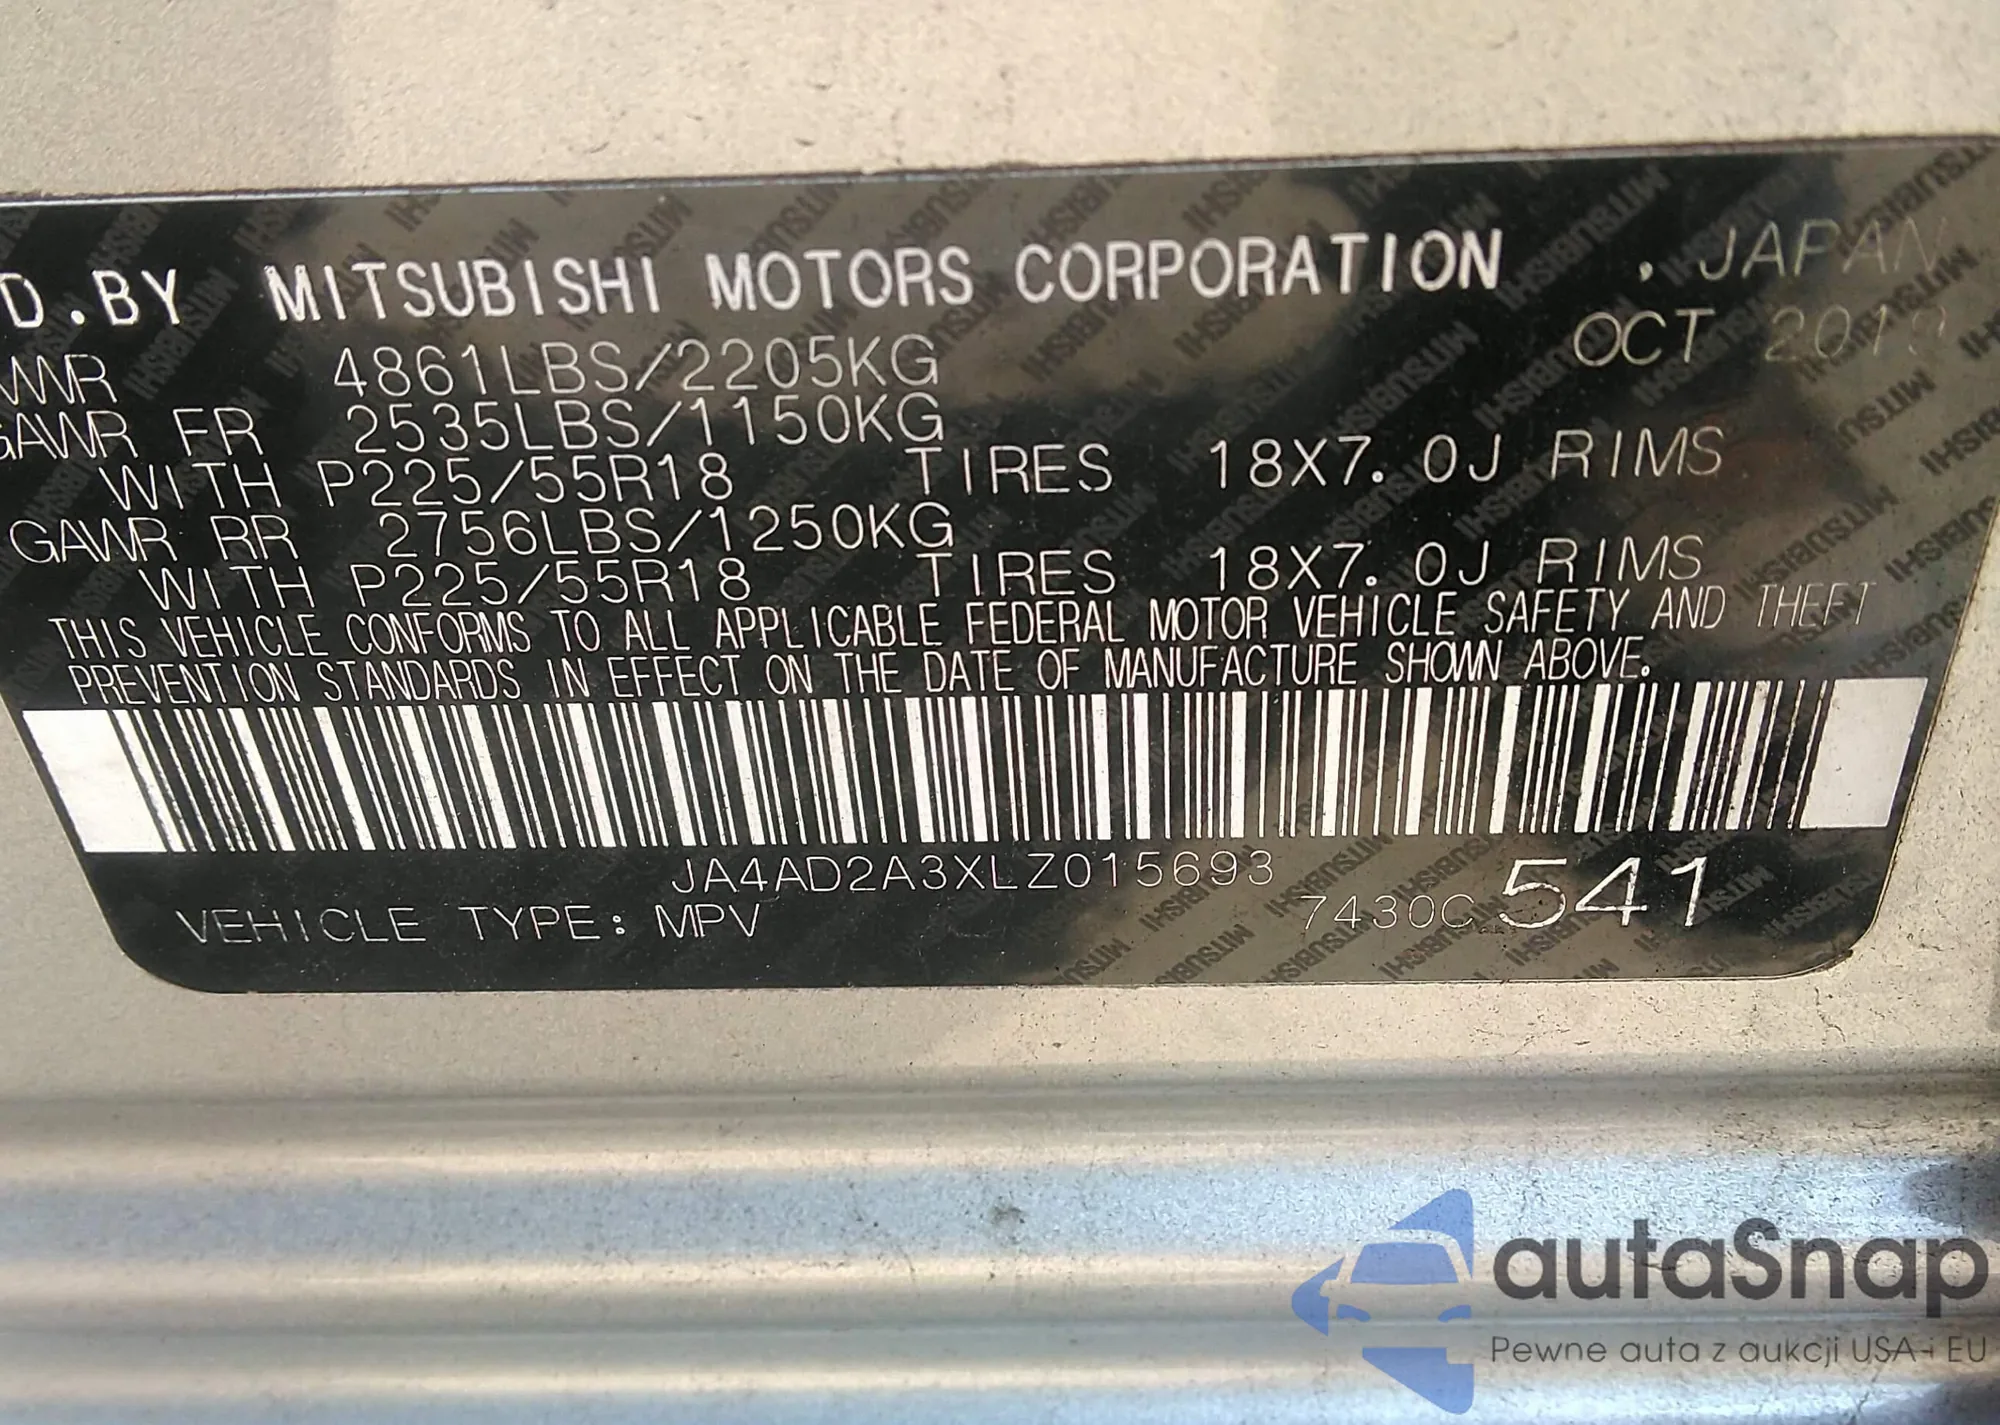 D.BY MITSUBISHI MOTORS CORPORATION , JAPAN
OCT 2019
GVWR 4861LBS/2205KG
GAWR FR 2535LBS/1150KG
WITH P225/55R18 TIRES 18X7.0J RIMS
GAWR RR 2756LBS/1250KG
WITH P225/55R18 TIRES 18X7.0J RIMS
THIS VEHICLE CONFORMS TO ALL APPLICABLE FEDERAL MOTOR VEHICLE SAFETY AND THEFT
PREVENTION STANDARDS IN EFFECT ON THE DATE OF MANUFACTURE SHOWN ABOVE.
JA4AD2A3XLZ015693
VEHICLE TYPE: MPV 7430C 541
autaSnap
Pewne auta z aukcji USA i EU